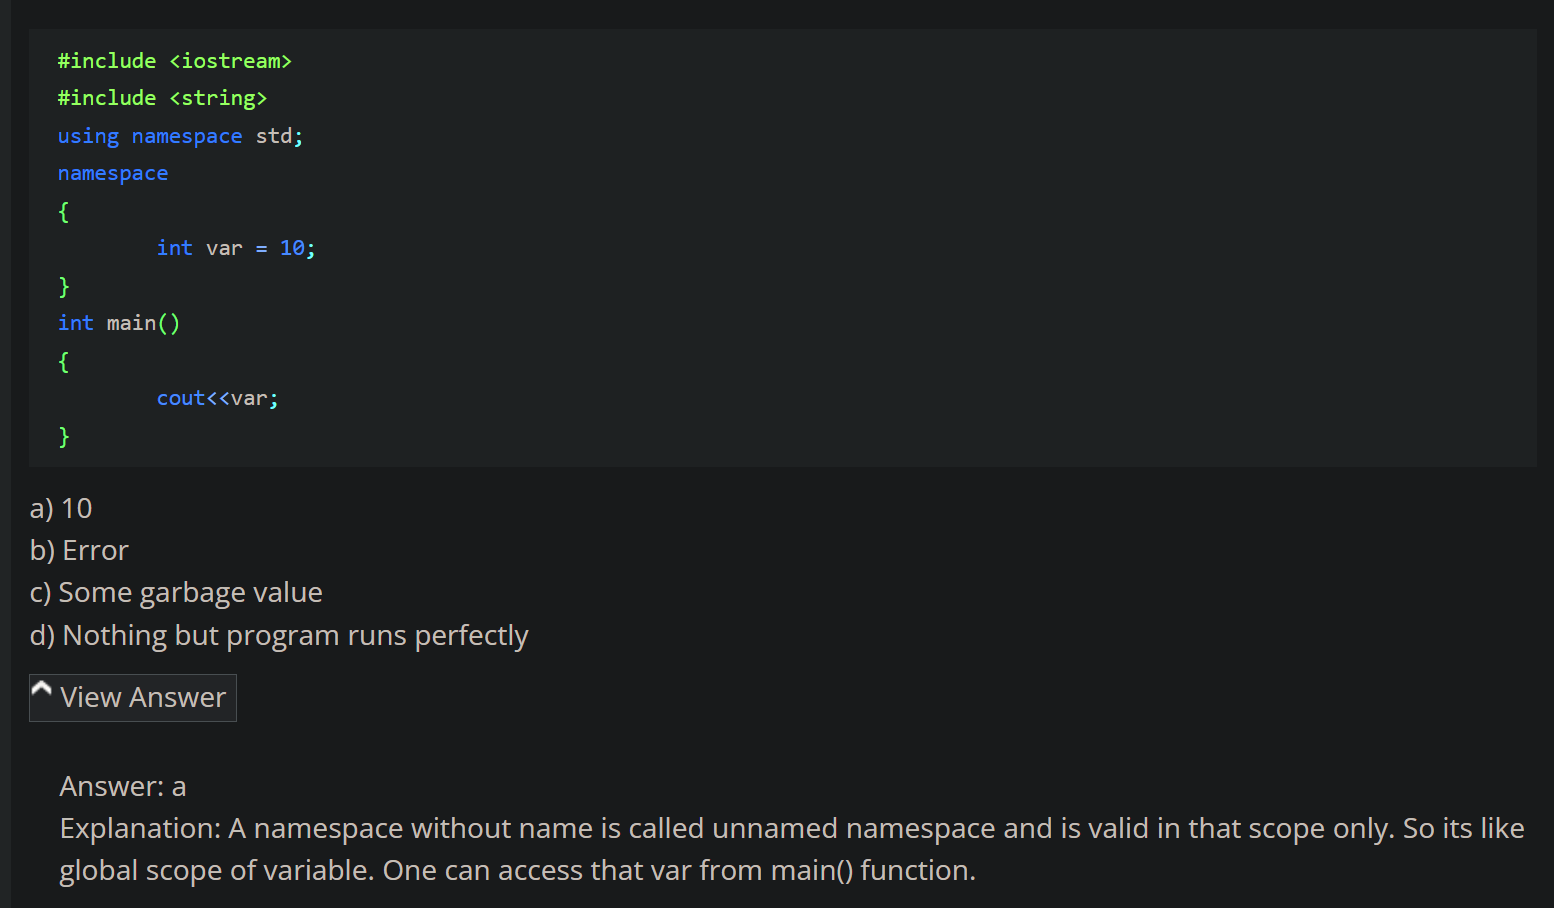 #include <iostream>
#include <string>
using namespace std;
namespace
{
        int var = 10;
}
int main()
{
        cout<<var;
}
a) 10
b) Error
c) Some garbage value
d) Nothing but program runs perfectly
View Answer
Answer: a
Explanation: A namespace without name is called unnamed namespace and is valid in that scope only. So its like
global scope of variable. One can access that var from main() function.